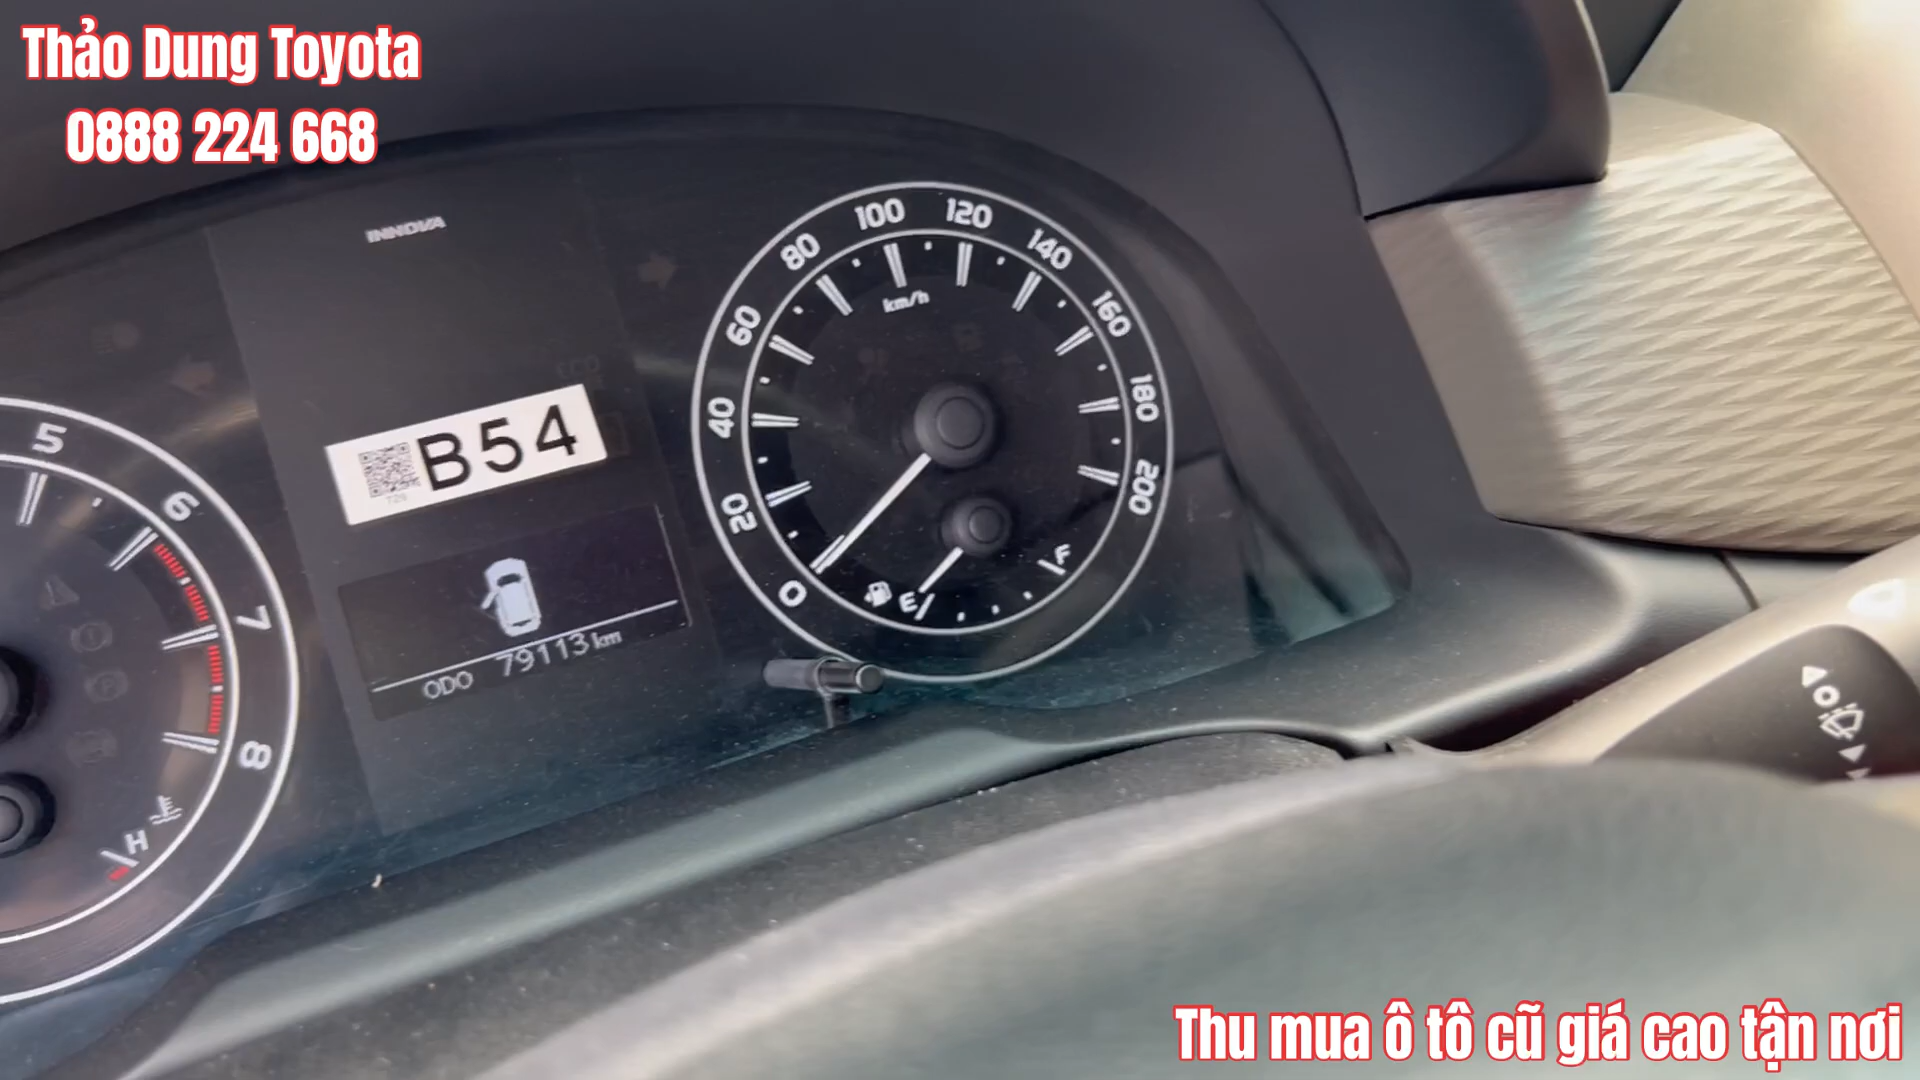 Thảo Dung Toyota
0888 224 668
INNOVA
ECO
B54
ODO 79113 km
5
6
7
8
H
0
20
40
60
80
100
120
140
160
180
200
km/h
E
F
Thu mua ô tô cũ giá cao tận nơi